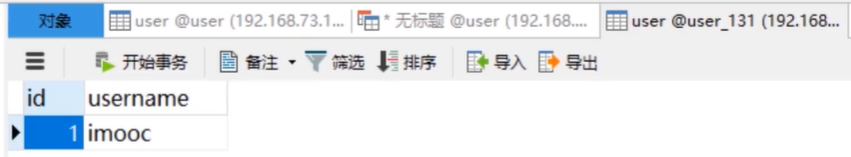 对象 user @user (192.168.73.1... * 无标题 @user (192.168.... user @user_131 (192.168...
开始事务 备注 筛选 排序 导入 导出
id username
1 imooc